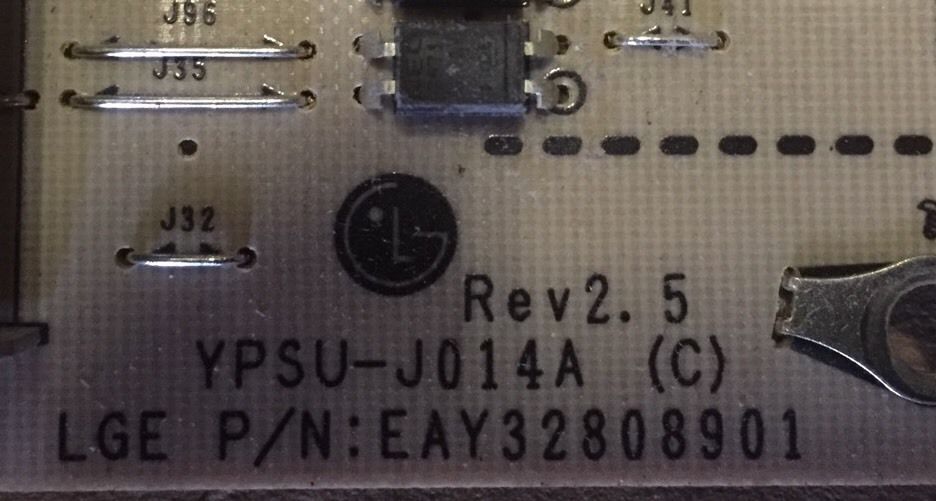 J96
J41
J35
J32
LG
Rev2.5
YPSU-J014A (C)
LGE P/N:EAY32808901